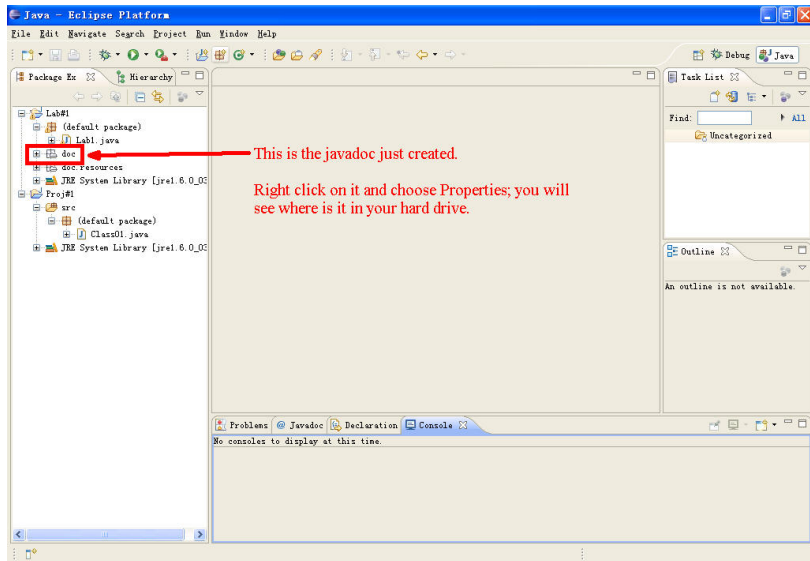 Java - Eclipse Platform
File Edit Navigate Search Project Run Window Help
Debug Java
Package Ex Hierarchy
Task List
Lab#1
(default package)
Lab1.java
doc
doc.resources
JRE System Library [jre1.6.0_03
Proj#1
src
(default package)
Class01.java
JRE System Library [jre1.6.0_03
This is the javadoc just created.
Right click on it and choose Properties; you will
see where is it in your hard drive.
Find: All
Uncategorized
Outline
An outline is not available.
Problems Javadoc Declaration Console
No consoles to display at this time.